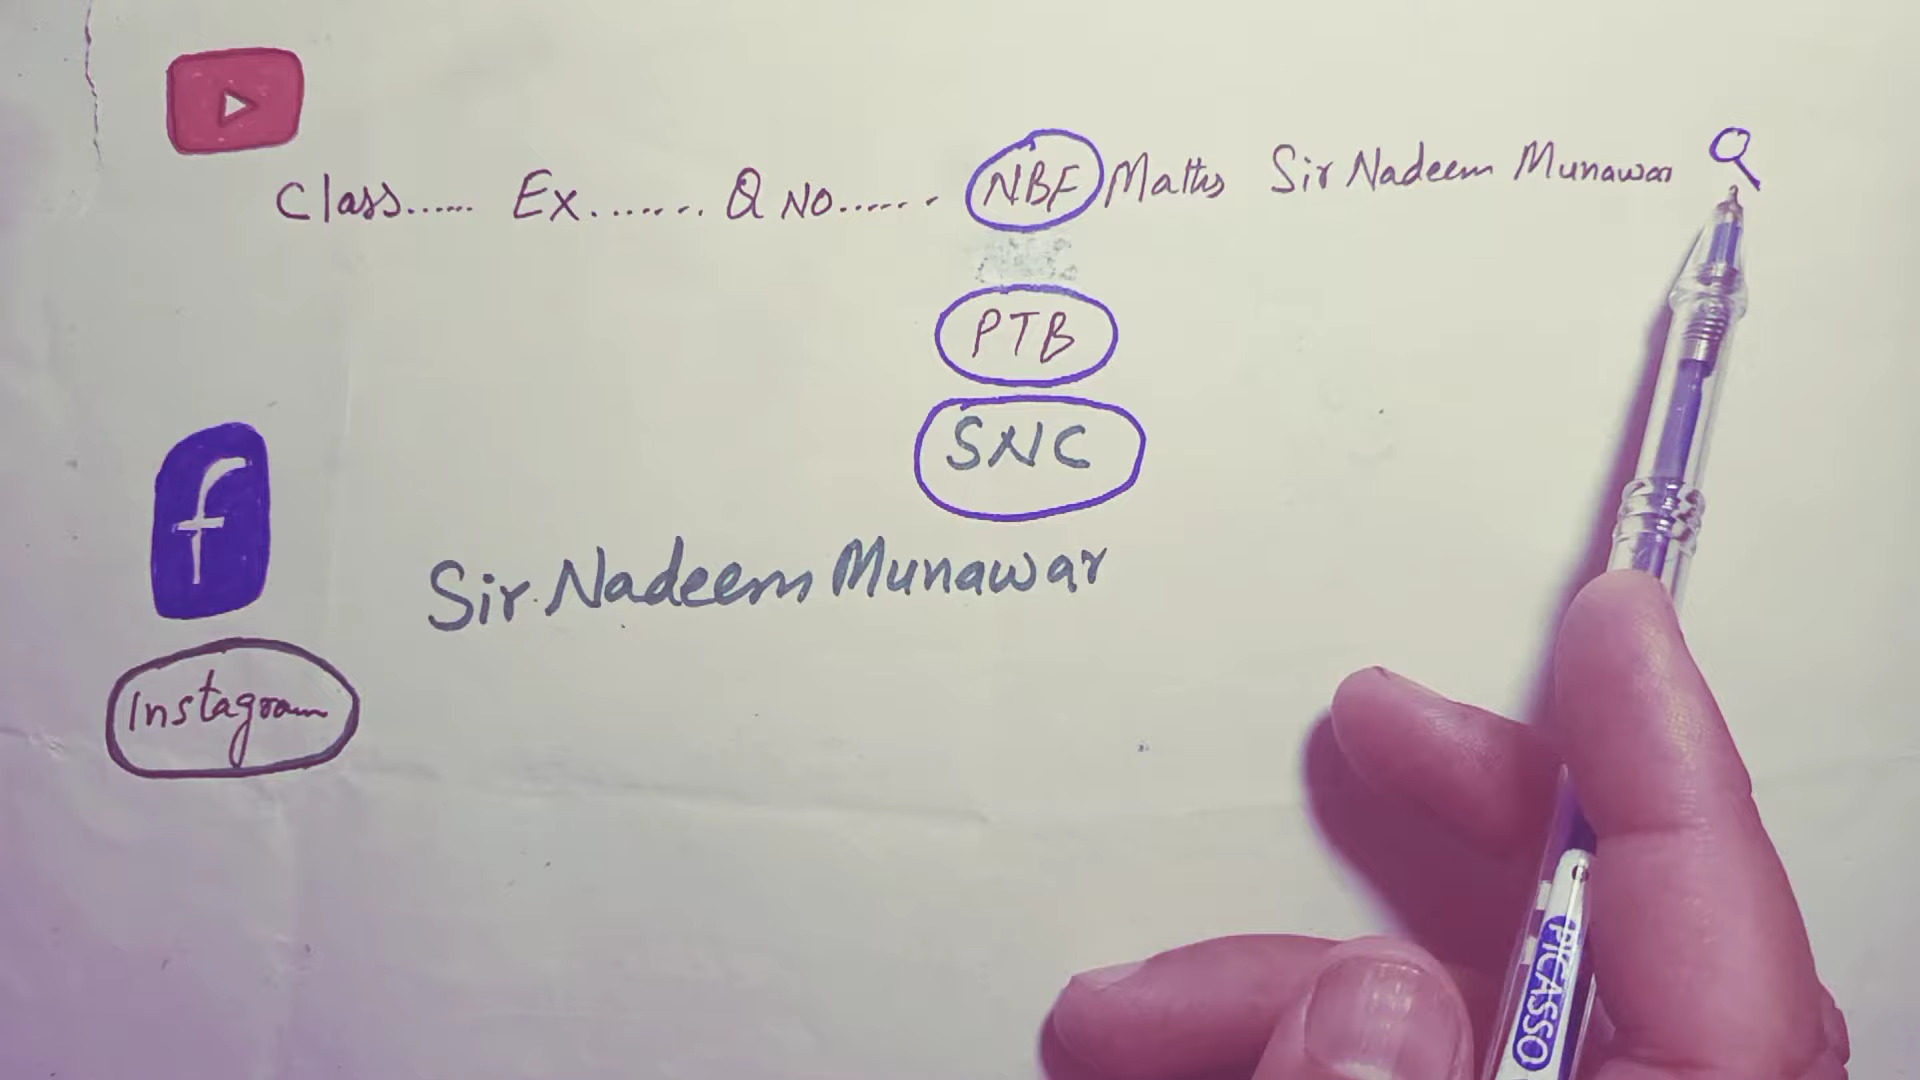 Class...... Ex........ Q No....... NBF Maths Sir Nadeem Munawar
PTB
SNC
f
Sir Nadeem Munawar
Instagram
PICASSO